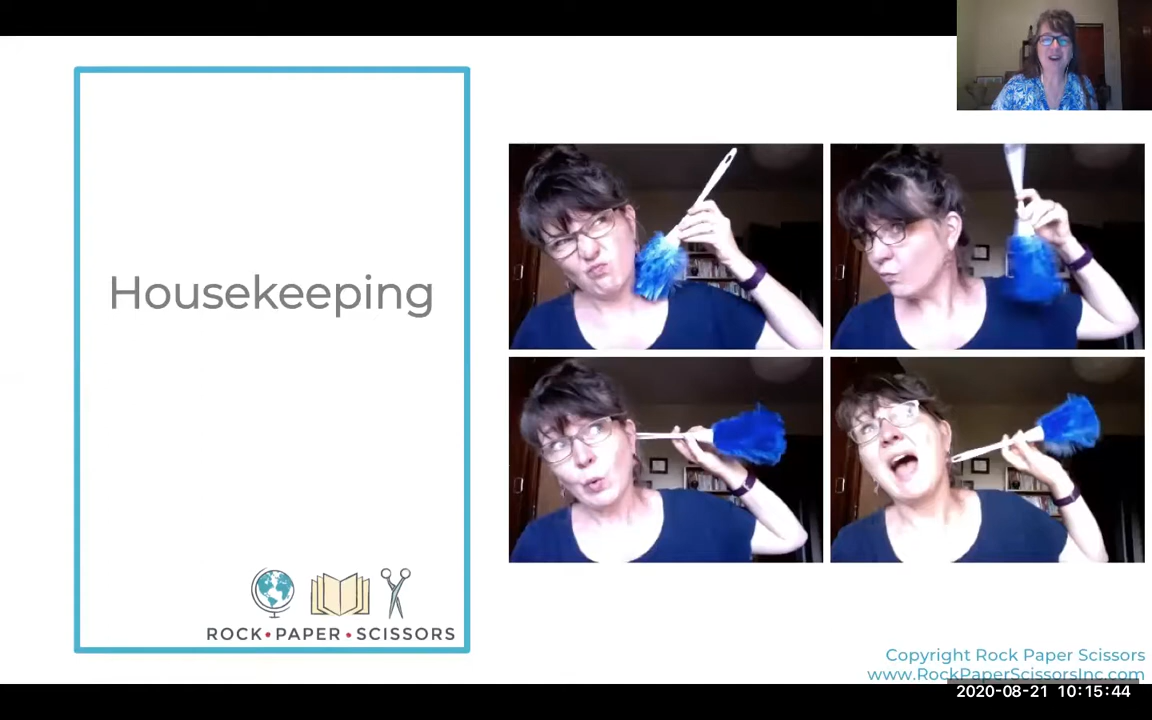 Housekeeping
ROCK•PAPER•SCISSORS
Copyright Rock Paper Scissors
www.RockPaperScissorsInc.com
2020-08-21 10:15:44